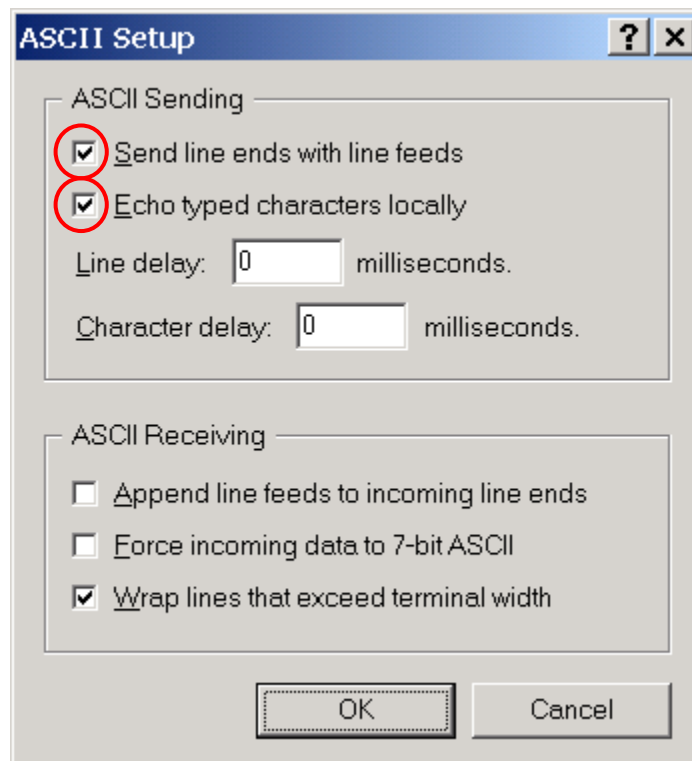 ASCII Setup
ASCII Sending
Send line ends with line feeds
Echo typed characters locally
Line delay: 0 milliseconds.
Character delay: 0 milliseconds.
ASCII Receiving
Append line feeds to incoming line ends
Force incoming data to 7-bit ASCII
Wrap lines that exceed terminal width
OK Cancel